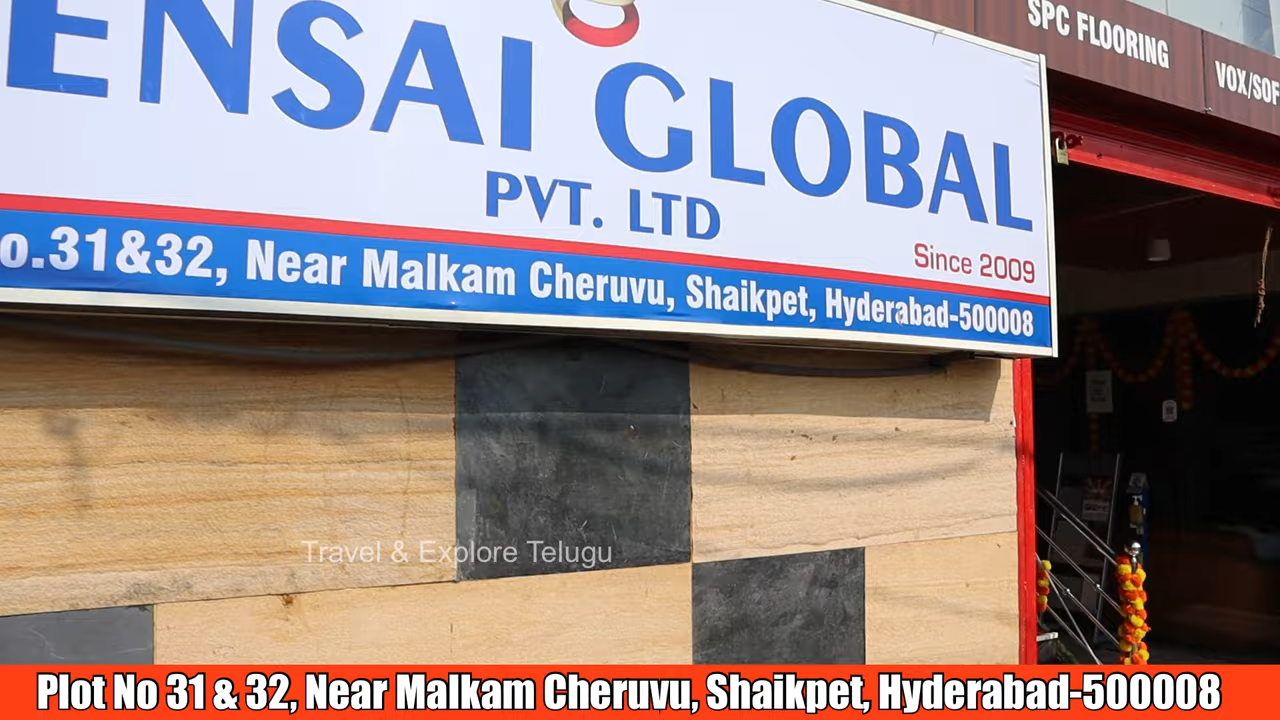 SPC FLOORING
VOX/SOF
ENSAI GLOBAL
PVT. LTD
Since 2009
o.31&32, Near Malkam Cheruvu, Shaikpet, Hyderabad-500008
Travel & Explore Telugu
Plot No 31 & 32, Near Malkam Cheruvu, Shaikpet, Hyderabad-500008